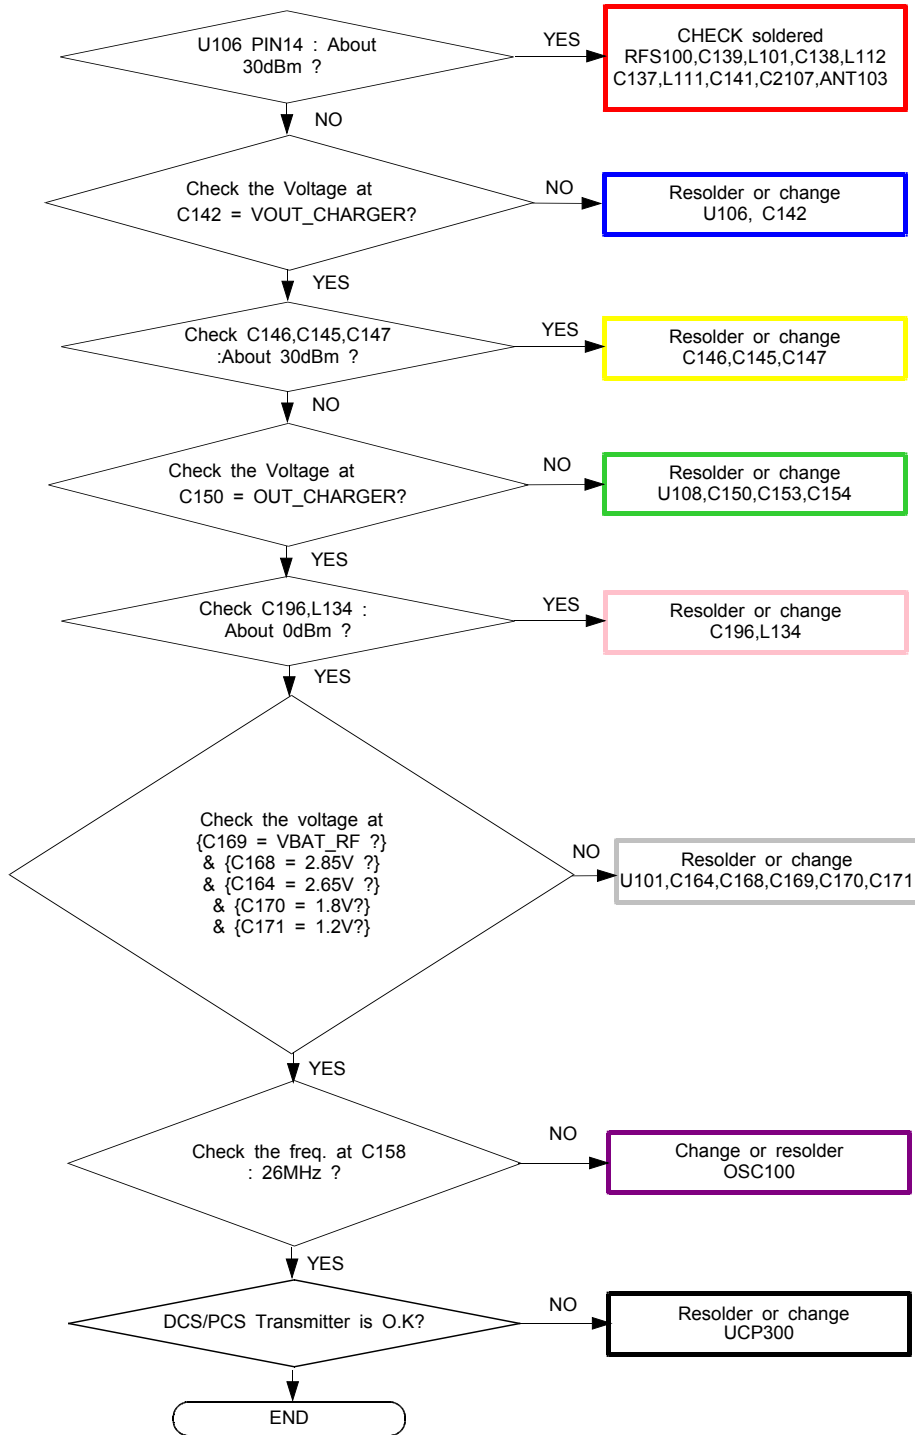 U106 PIN14 : About
30dBm ?
YES
CHECK soldered
RFS100,C139,L101,C138,L112
C137,L111,C141,C2107,ANT103
NO
Check the Voltage at
C142 = VOUT_CHARGER?
NO
Resolder or change
U106, C142
YES
Check C146,C145,C147
:About 30dBm ?
YES
Resolder or change
C146,C145,C147
NO
Check the Voltage at
C150 = OUT_CHARGER?
NO
Resolder or change
U108,C150,C153,C154
YES
Check C196,L134 :
About 0dBm ?
YES
Resolder or change
C196,L134
YES
Check the voltage at
{C169 = VBAT_RF ?}
& {C168 = 2.85V ?}
& {C164 = 2.65V ?}
& {C170 = 1.8V?}
& {C171 = 1.2V?}
NO
Resolder or change
U101,C164,C168,C169,C170,C171
YES
Check the freq. at C158
: 26MHz ?
NO
Change or resolder
OSC100
YES
DCS/PCS Transmitter is O.K?
NO
Resolder or change
UCP300
END